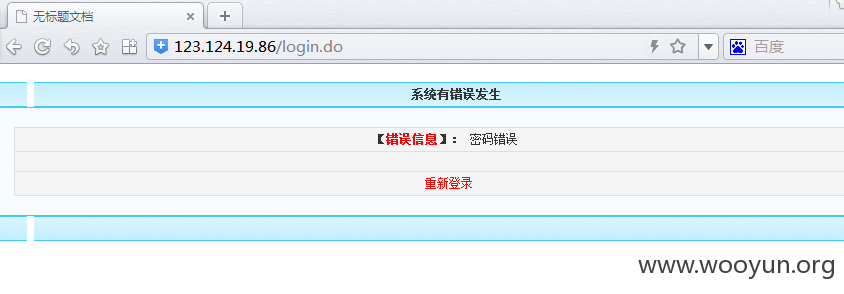 无标题文档
123.124.19.86/login.do
百度
系统有错误发生
【错误信息】： 密码错误
重新登录
www.wooyun.org